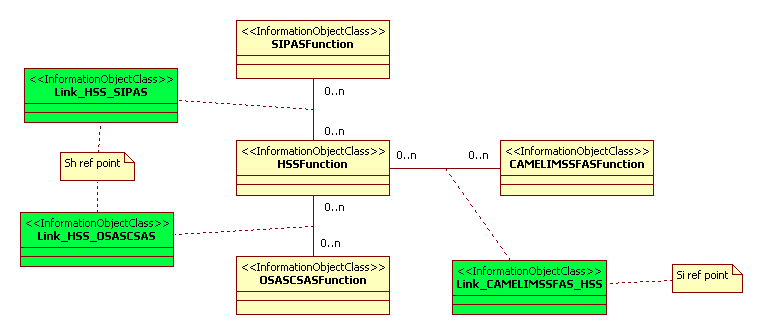 <<InformationObjectClass>>
SIPASFunction
<<InformationObjectClass>>
Link_HSS_SIPAS
0..n
0..n
Sh ref point
<<InformationObjectClass>>
HSSFunction
0..n
0..n
<<InformationObjectClass>>
CAMELIMSSFASFunction
0..n
<<InformationObjectClass>>
Link_HSS_OSASCSAS
0..n
<<InformationObjectClass>>
OSASCSASFunction
<<InformationObjectClass>>
Link_CAMELIMSSFAS_HSS
Si ref point